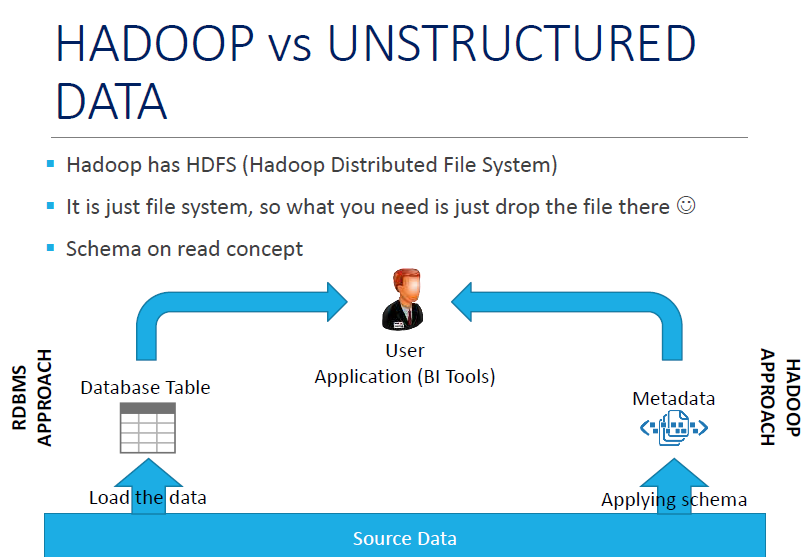 HADOOP vs UNSTRUCTURED
DATA
Hadoop has HDFS (Hadoop Distributed File System)
It is just file system, so what you need is just drop the file there ☺
Schema on read concept
User
Application (BI Tools)
RDBMS
APPROACH
Database Table
Load the data
Metadata
Applying schema
HADOOP
APPROACH
Source Data